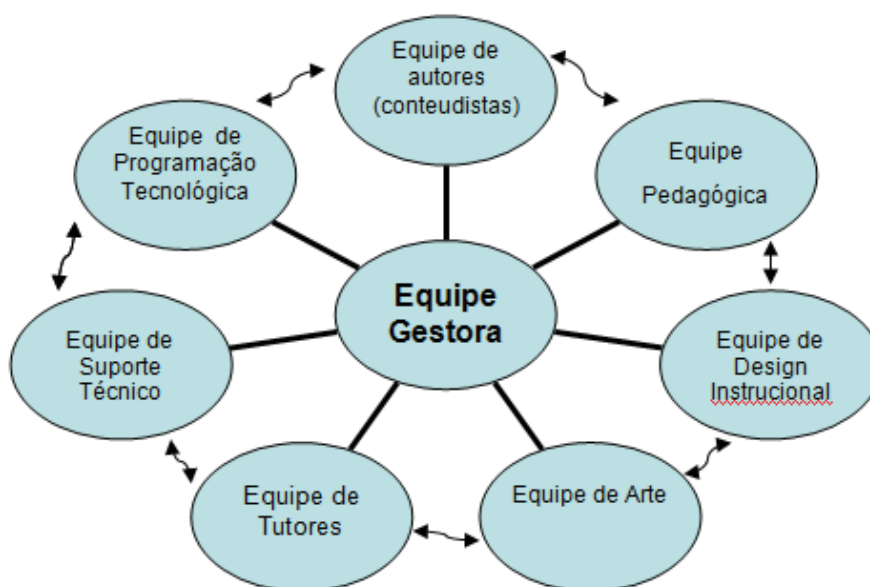 Equipe de
autores
(conteudistas)
Equipe de
Programação
Tecnológica
Equipe
Pedagógica
Equipe
Gestora
Equipe de
Suporte
Técnico
Equipe de
Design
Instrucional
Equipe de
Tutores
Equipe de Arte